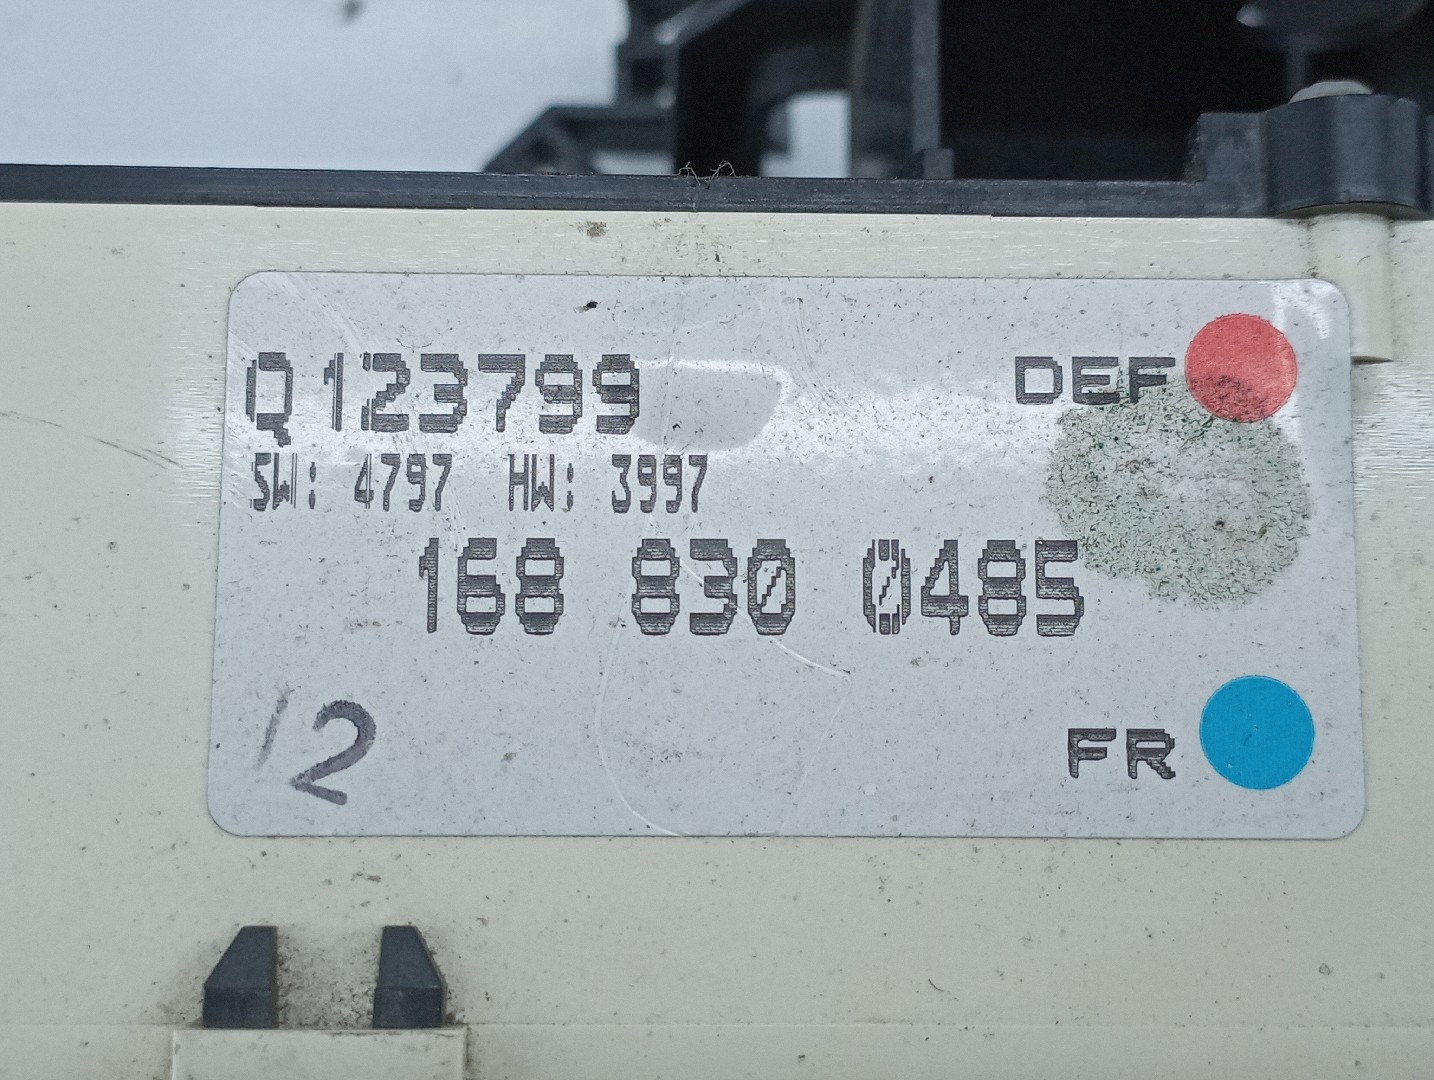 Q123799 DEF
SW: 4797 HW: 3997
168 830 0485
12 FR